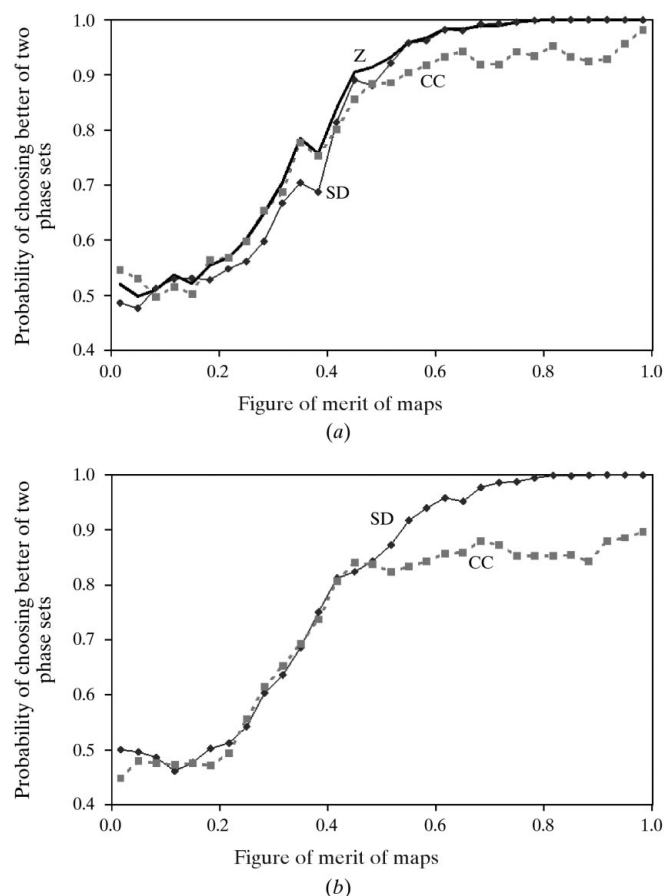 (a)
1.0
0.9
0.8
0.7
0.6
0.5
0.4
Probability of choosing better of two
phase sets
Z
CC
SD
0.0 0.2 0.4 0.6 0.8 1.0
Figure of merit of maps
(a)
1.0
0.9
0.8
0.7
0.6
0.5
0.4
Probability of choosing better of two
phase sets
SD
CC
0.0 0.2 0.4 0.6 0.8 1.0
Figure of merit of maps
(b)